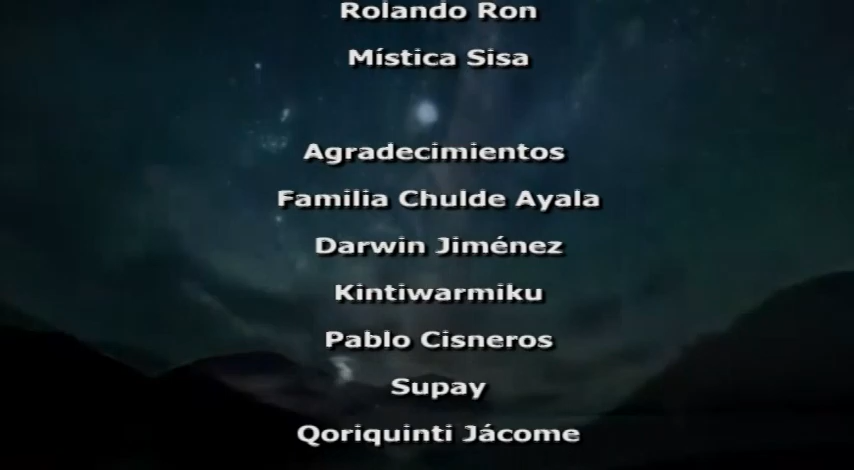 Rolando Ron
Mística Sisa
Agradecimientos
Familia Chulde Ayala
Darwin Jiménez
Kintiwarmiku
Pablo Cisneros
Supay
Qoriquinti Jácome